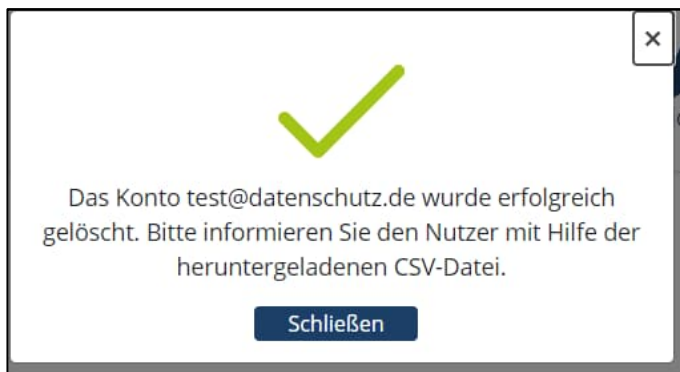 Das Konto test@datenschutz.de wurde erfolgreich
gelöscht. Bitte informieren Sie den Nutzer mit Hilfe der
heruntergeladenen CSV-Datei.
Schließen